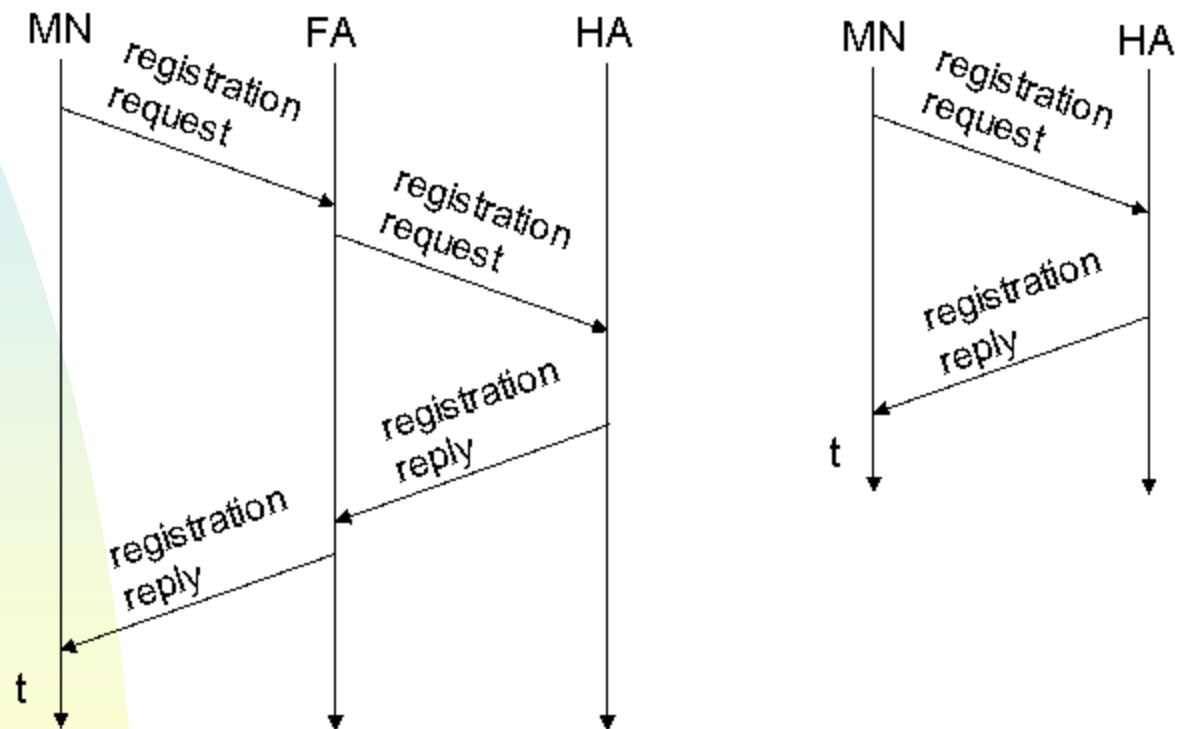 MN
FA
HA
registration
request
registration
request
registration
reply
registration
reply
t
MN
HA
registration
request
registration
reply
t